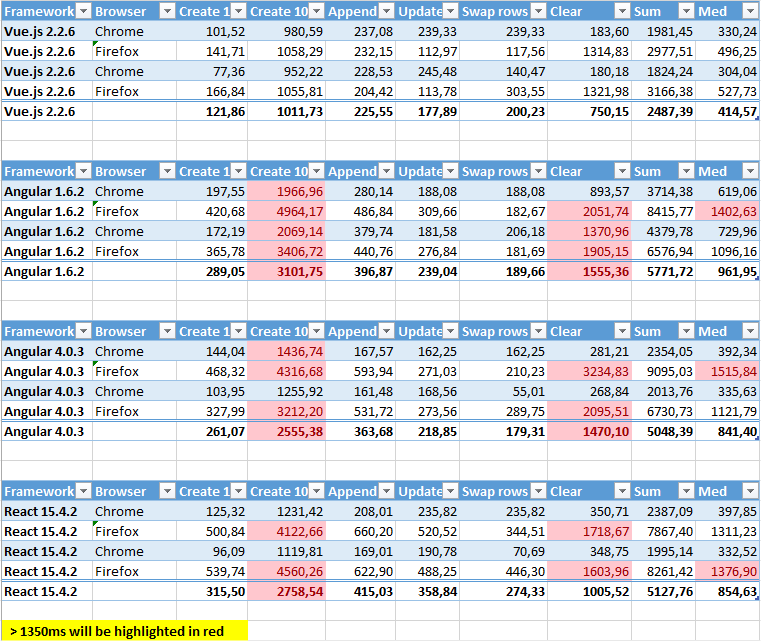 Framework Browser Create 1 Create 10 Append Update Swap rows Clear Sum Med
Vue.js 2.2.6 Chrome 101,52 980,59 237,08 239,33 239,33 183,60 1981,45 330,24
Vue.js 2.2.6 Firefox 141,71 1058,29 232,15 112,97 117,56 1314,83 2977,51 496,25
Vue.js 2.2.6 Chrome 77,36 952,22 228,53 245,48 140,47 180,18 1824,24 304,04
Vue.js 2.2.6 Firefox 166,84 1055,81 204,42 113,78 303,55 1321,98 3166,38 527,73
Vue.js 2.2.6 121,86 1011,73 225,55 177,89 200,23 750,15 2487,39 414,57
Framework Browser Create 1 Create 10 Append Update Swap rows Clear Sum Med
Angular 1.6.2 Chrome 197,55 1966,96 280,14 188,08 188,08 893,57 3714,38 619,06
Angular 1.6.2 Firefox 420,68 4964,17 486,84 309,66 182,67 2051,74 8415,77 1402,63
Angular 1.6.2 Chrome 172,19 2069,14 379,74 181,58 206,18 1370,96 4379,78 729,96
Angular 1.6.2 Firefox 365,78 3406,72 440,76 276,84 181,69 1905,15 6576,94 1096,16
Angular 1.6.2 289,05 3101,75 396,87 239,04 189,66 1555,36 5771,72 961,95
Framework Browser Create 1 Create 10 Append Update Swap rows Clear Sum Med
Angular 4.0.3 Chrome 144,04 1436,74 167,57 162,25 162,25 281,21 2354,05 392,34
Angular 4.0.3 Firefox 468,32 4316,68 593,94 271,03 210,23 3234,83 9095,03 1515,84
Angular 4.0.3 Chrome 103,95 1255,92 161,48 168,56 55,01 268,84 2013,76 335,63
Angular 4.0.3 Firefox 327,99 3212,20 531,72 273,56 289,75 2095,51 6730,73 1121,79
Angular 4.0.3 261,07 2555,38 363,68 218,85 179,31 1470,10 5048,39 841,40
Framework Browser Create 1 Create 10 Append Update Swap rows Clear Sum Med
React 15.4.2 Chrome 125,32 1231,42 208,01 235,82 235,82 350,71 2387,09 397,85
React 15.4.2 Firefox 500,84 4122,66 660,20 520,52 344,51 1718,67 7867,40 1311,23
React 15.4.2 Chrome 96,09 1119,81 169,01 190,78 70,69 348,75 1995,14 332,52
React 15.4.2 Firefox 539,74 4560,26 622,90 488,25 446,30 1603,96 8261,42 1376,90
React 15.4.2 315,50 2758,54 415,03 358,84 274,33 1005,52 5127,76 854,63
> 1350ms will be highlighted in red